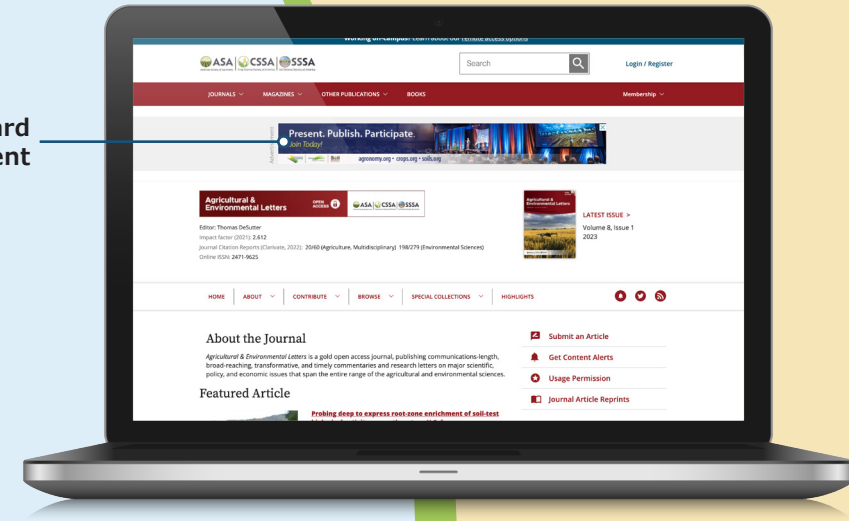 Working off-campus? Learn about our remote access options
ASA CSSA SSSA
Search
Login / Register
JOURNALS MAGAZINES OTHER PUBLICATIONS BOOKS Membership
ard
ent
Advertisement
Present. Publish. Participate.
Join Today!
agronomy.org • crops.org • soils.org
Agricultural &
Environmental Letters
OPEN
ACCESS
ASA CSSA SSSA
Editor: Thomas DeSutter
Impact factor (2021): 2.612
Journal Citation Reports (Clarivate, 2022): 20/60 (Agriculture, Multidisciplinary) 198/279 (Environmental Sciences)
Online ISSN: 2471-9625
Agricultural &
Environmental Letters
LATEST ISSUE >
Volume 8, Issue 1
2023
HOME ABOUT CONTRIBUTE BROWSE SPECIAL COLLECTIONS HIGHLIGHTS
About the Journal
Agricultural & Environmental Letters is a gold open access journal, publishing communications-length,
broad-reaching, transformative, and timely commentaries and research letters on major scientific,
policy, and economic issues that span the entire range of the agricultural and environmental sciences.
Featured Article
Probing deep to express root-zone enrichment of soil-test
Submit an Article
Get Content Alerts
Usage Permission
Journal Article Reprints